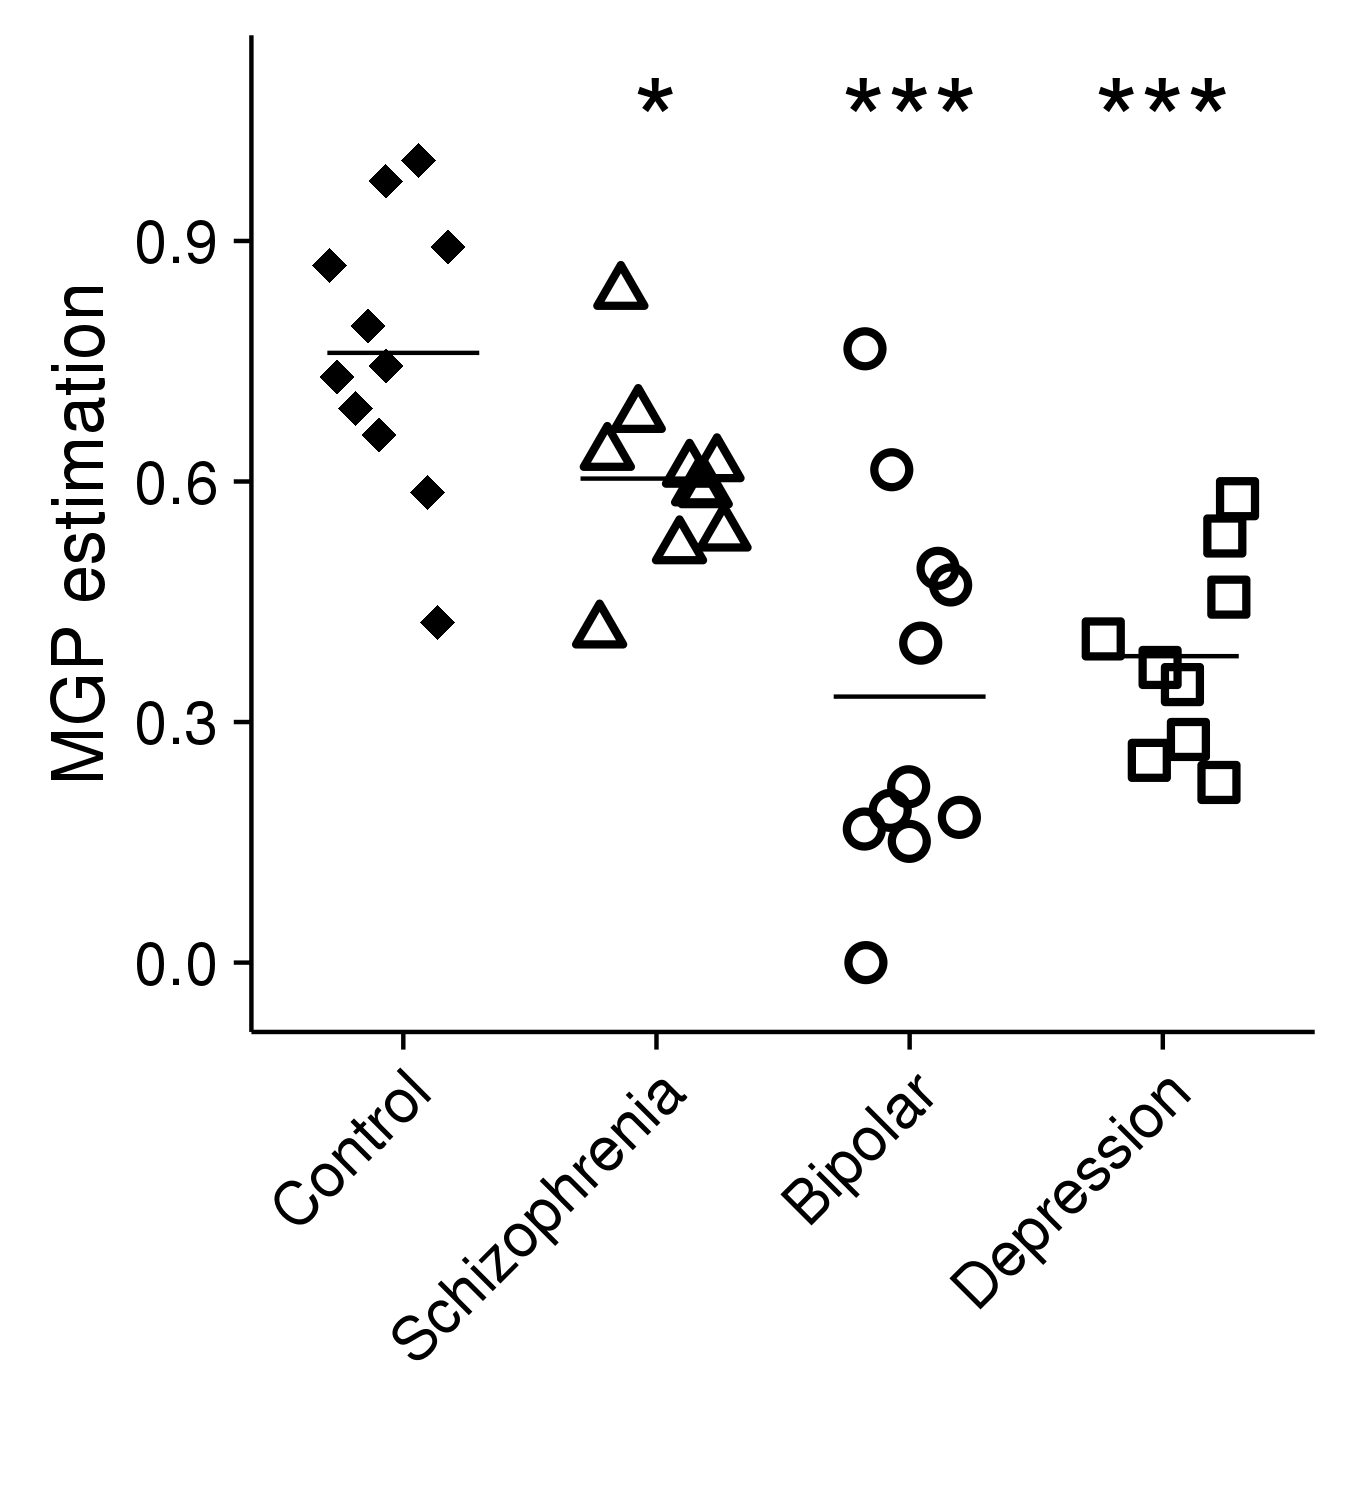 * *** ***
MGP estimation
0.9
0.6
0.3
0.0
Control
Schizophrenia
Bipolar
Depression